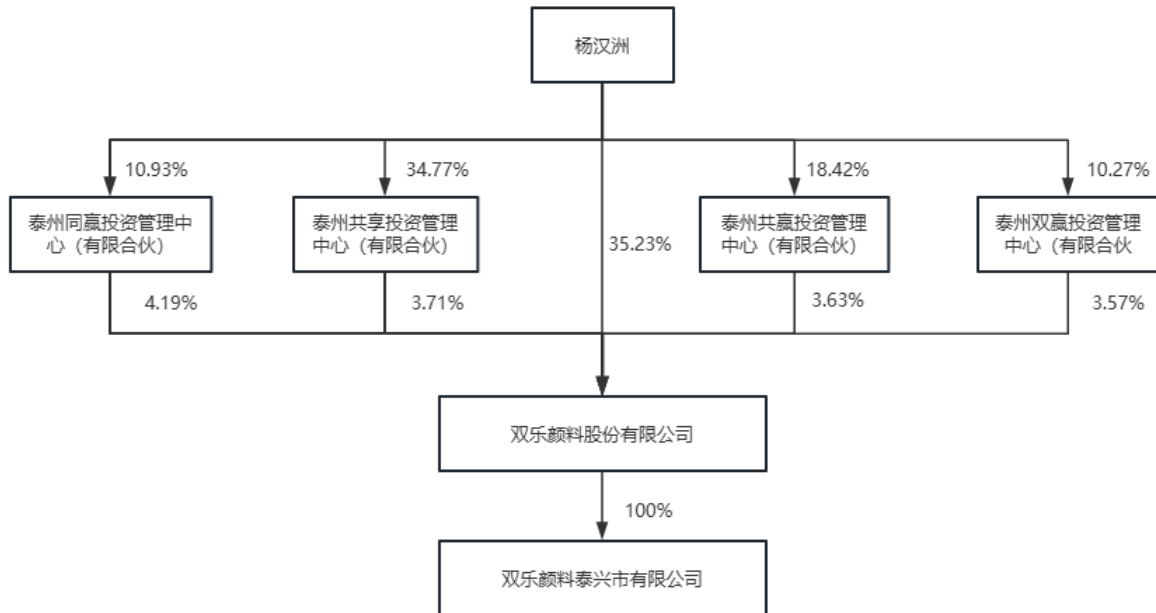 杨汉洲
10.93%
34.77%
18.42%
10.27%
泰州同赢投资管理中
心（有限合伙）
泰州共享投资管理
中心（有限合伙）
35.23%
泰州共赢投资管理
中心（有限合伙）
泰州双赢投资管理
中心（有限合伙
4.19%
3.71%
3.63%
3.57%
双乐颜料股份有限公司
100%
双乐颜料泰兴市有限公司